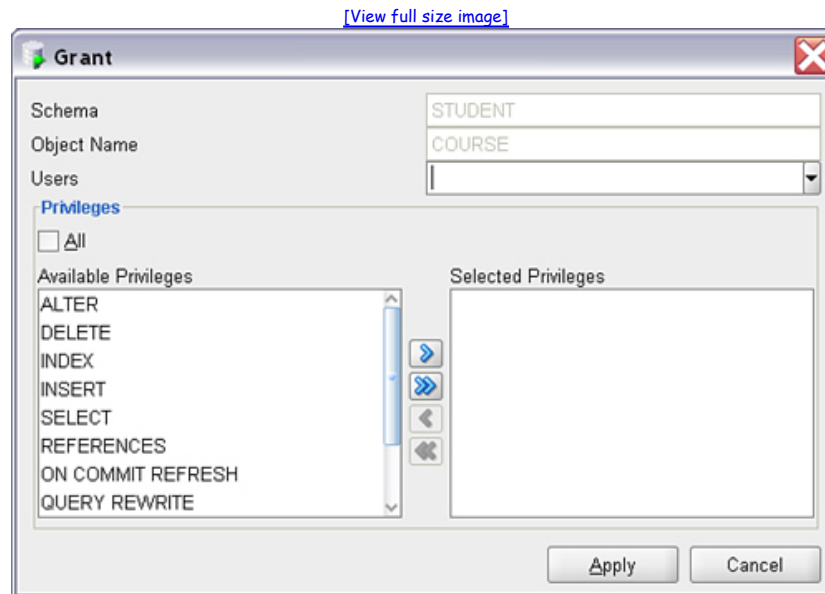 [View full size image]
Grant
Schema
STUDENT
Object Name
COURSE
Users
Privileges
All
Available Privileges
Selected Privileges
ALTER
DELETE
INDEX
INSERT
SELECT
REFERENCES
ON COMMIT REFRESH
QUERY REWRITE
Apply
Cancel